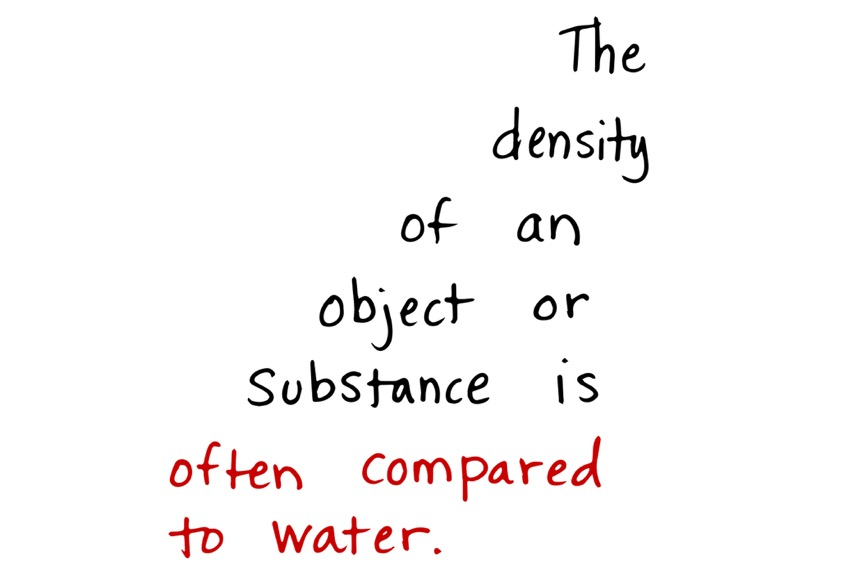 The
density
of an
object or
substance is
often compared
to water.